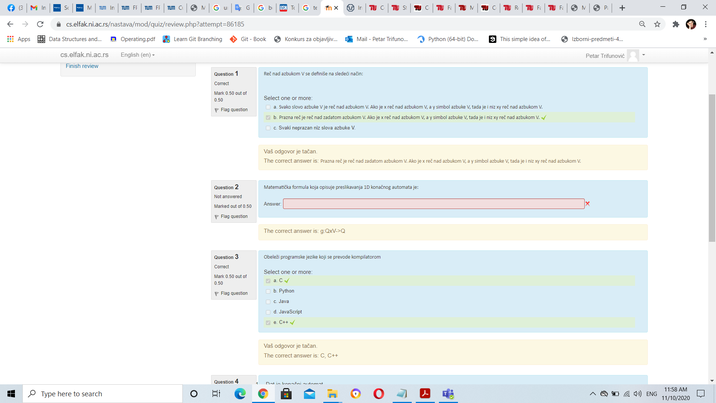 cs.elfak.ni.ac.rs/nastava/mod/quiz/review.php?attempt=86185
Apps
Data Structures and...
Operating.pdf
Learn Git Branching
Git - Book
Konkurs za objavljiv...
Mail - Petar Trifuno...
Python (64-bit) Do...
This simple idea of...
Izborni-predmeti-4...
cs.elfak.ni.ac.rs
English (en)
Petar Trifunović
Finish review
Question 1
Correct
Mark 0.50 out of
0.50
Flag question
Reč nad azbukom V se definiše na sledeći način:
Select one or more:
a. Svako slovo azbuke V je reč nad azbukom V. Ako je x reč nad azbukom V, a y simbol azbuke V, tada je i niz xy reč nad azbukom V.
b. Prazna reč je reč nad zadatom azbukom V. Ako je x reč nad azbukom V, a y simbol azbuke V, tada je i niz xy reč nad azbukom V.
c. Svaki neprazan niz slova azbuke V.
Vaš odgovor je tačan.
The correct answer is: Prazna reč je reč nad zadatom azbukom V. Ako je x reč nad azbukom V, a y simbol azbuke V, tada je i niz xy reč nad azbukom V.
Question 2
Not answered
Marked out of 0.50
Flag question
Matematička formula koja opisuje preslikavanja 1D konačnog automata je:
Answer:
The correct answer is: g:QxV->Q
Question 3
Correct
Mark 0.50 out of
0.50
Flag question
Obeleži programske jezike koji se prevode kompilatorom
Select one or more:
a. C
b. Python
c. Java
d. JavaScript
e. C++
Vaš odgovor je tačan.
The correct answer is: C, C++
Question 4
Type here to search
ENG
11:58 AM
11/10/2020